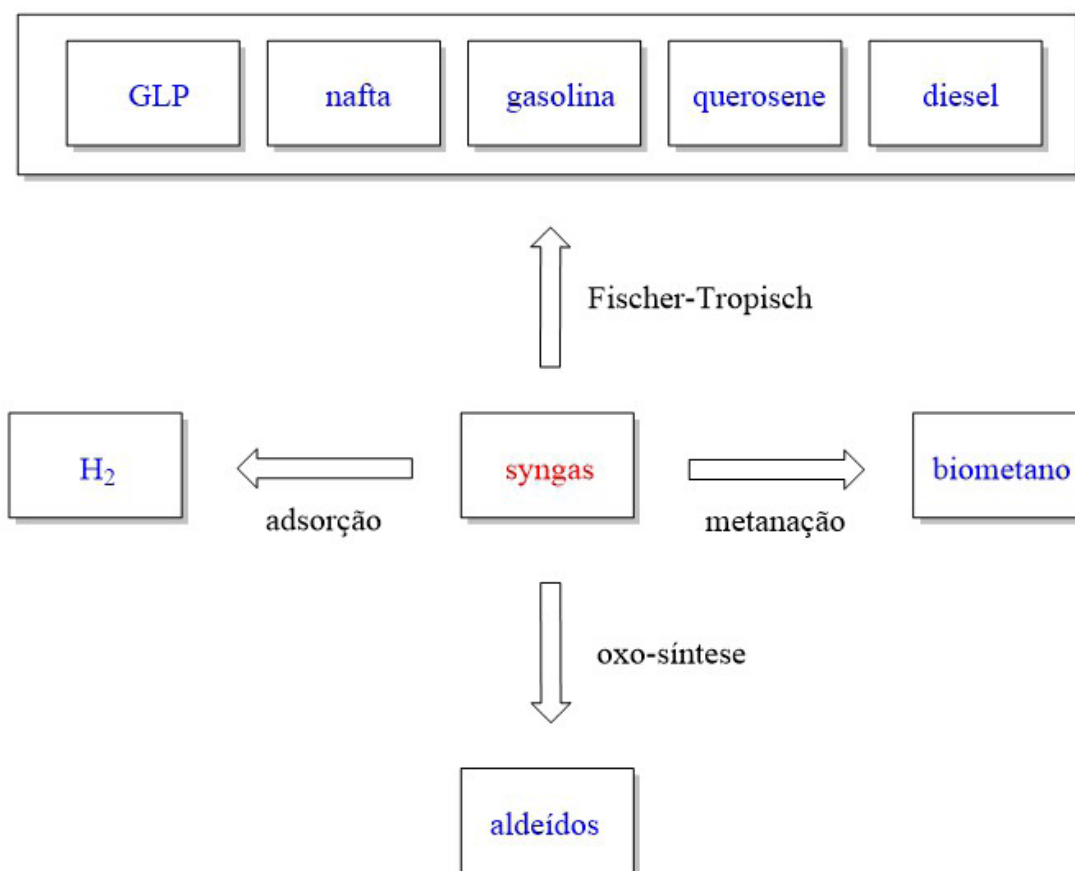 GLP
nafta
gasolina
querosene
diesel
Fischer-Tropisch
H₂
syngas
biometano
adsorção
metanação
oxo-síntese
aldeídos